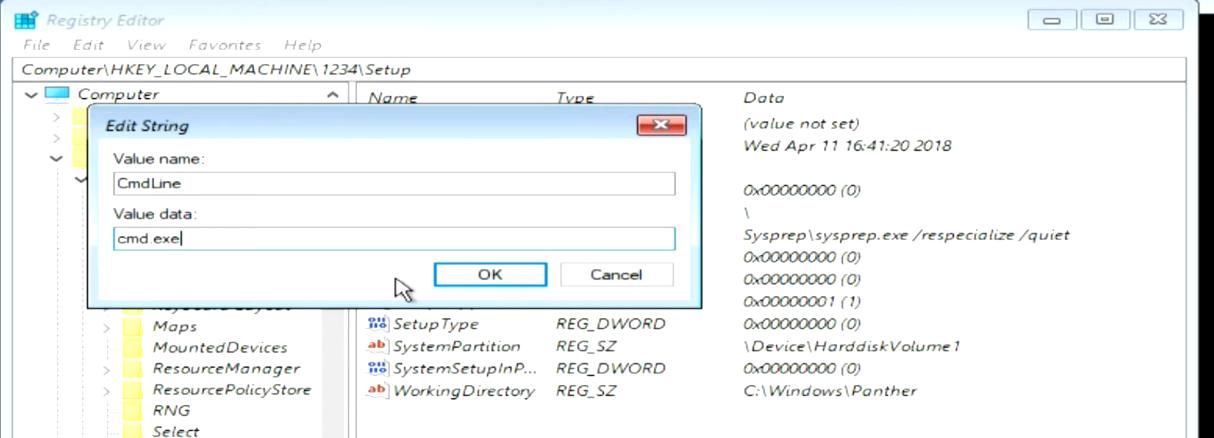 Registry Editor
File Edit View Favorites Help
Computer\HKEY_LOCAL_MACHINE\1234\Setup
Computer
Name Type Data
Edit String
(value not set)
Wed Apr 11 16:41:20 2018
Value name:
CmdLine
0x00000000 (0)
\
Value data:
cmd.exe
Sysprep\sysprep.exe /respecialize /quiet
0x00000000 (0)
OK Cancel
0x00000000 (0)
0x00000001 (1)
Maps
SetupType REG_DWORD 0x00000000 (0)
MountedDevices
SystemPartition REG_SZ \Device\HarddiskVolume1
ResourceManager
SystemSetupInP... REG_DWORD 0x00000000 (0)
ResourcePolicyStore
WorkingDirectory REG_SZ C:\Windows\Panther
RNG
Select